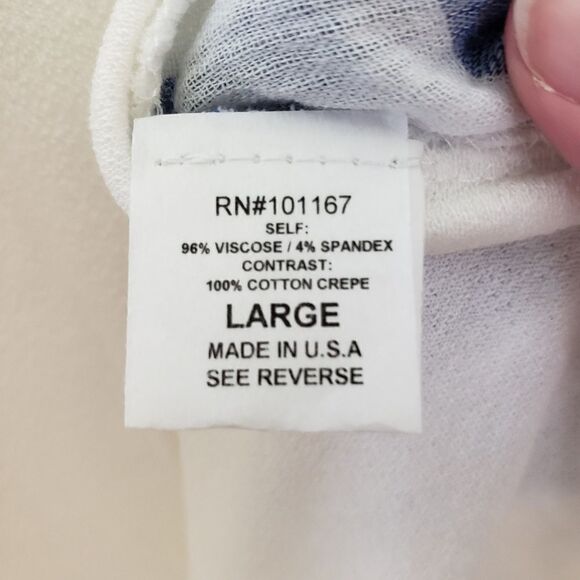 RN#101167
SELF:
96% VISCOSE / 4% SPANDEX
CONTRAST:
100% COTTON CREPE
LARGE
MADE IN U.S.A
SEE REVERSE